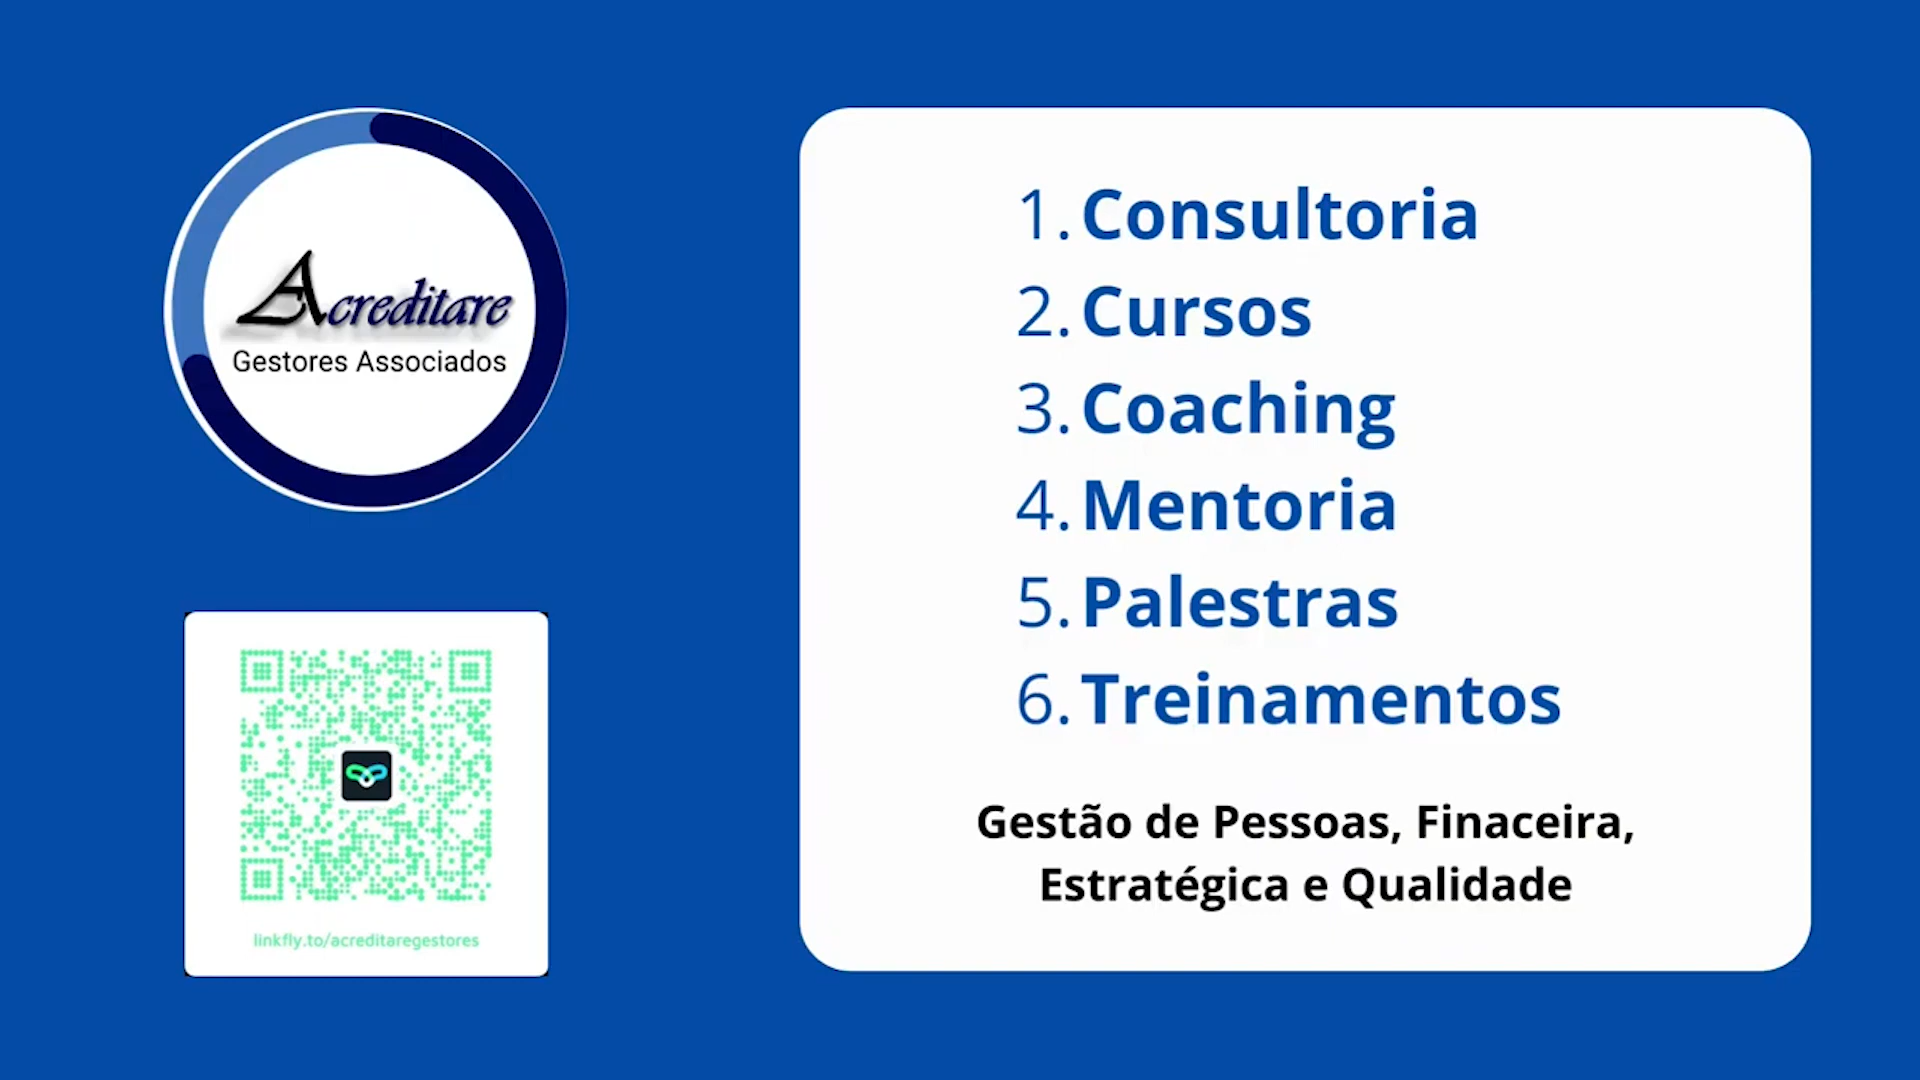 Acreditare
Gestores Associados
linkfly.to/acreditaregestores
1. Consultoria
2. Cursos
3. Coaching
4. Mentoria
5. Palestras
6. Treinamentos
Gestão de Pessoas, Finaceira,
Estratégica e Qualidade